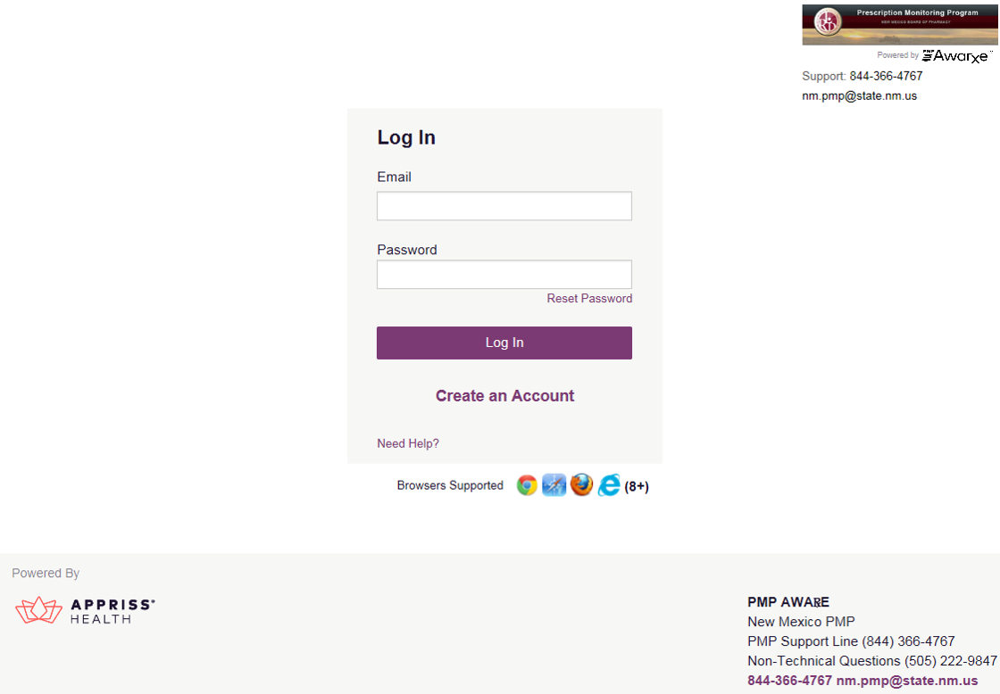 Prescription Monitoring Program
NEW MEXICO BOARD OF PHARMACY
Powered by PMP Awarxe™
Support: 844-366-4767
nm.pmp@state.nm.us
Log In
Email
Password
Reset Password
Log In
Create an Account
Need Help?
Browsers Supported (8+)
Powered By
APPRISS
HEALTH
PMP AWARxE
New Mexico PMP
PMP Support Line (844) 366-4767
Non-Technical Questions (505) 222-9847
844-366-4767 nm.pmp@state.nm.us